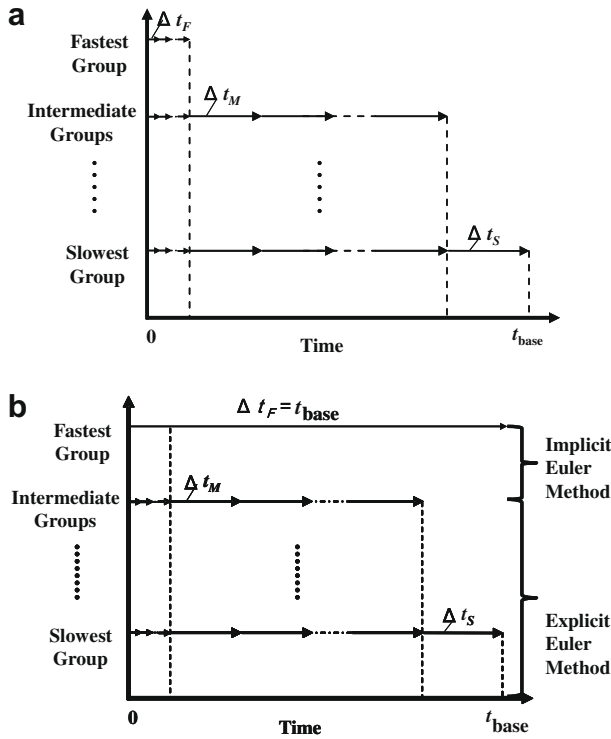 a
Δ t_F
Fastest
Group
Δ t_M
Intermediate
Groups
Δ t_S
Slowest
Group
0
Time
t_base
b
Δ t_F = t_base
Fastest
Group
Implicit
Euler
Method
Δ t_M
Intermediate
Groups
Δ t_S
Slowest
Group
Explicit
Euler
Method
0
Time
t_base